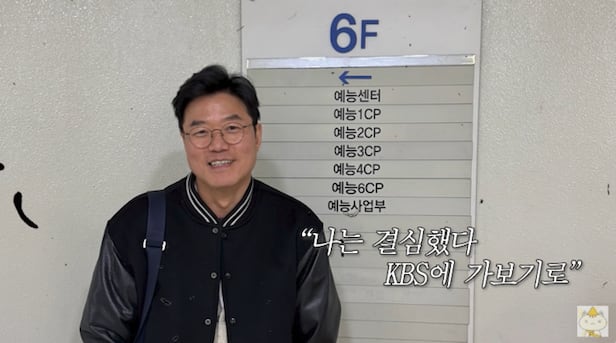 6F
←
예능센터
예능1CP
예능2CP
예능3CP
예능4CP
예능6CP
예능사업부
“나는 결심했다
KBS에 가보기로”